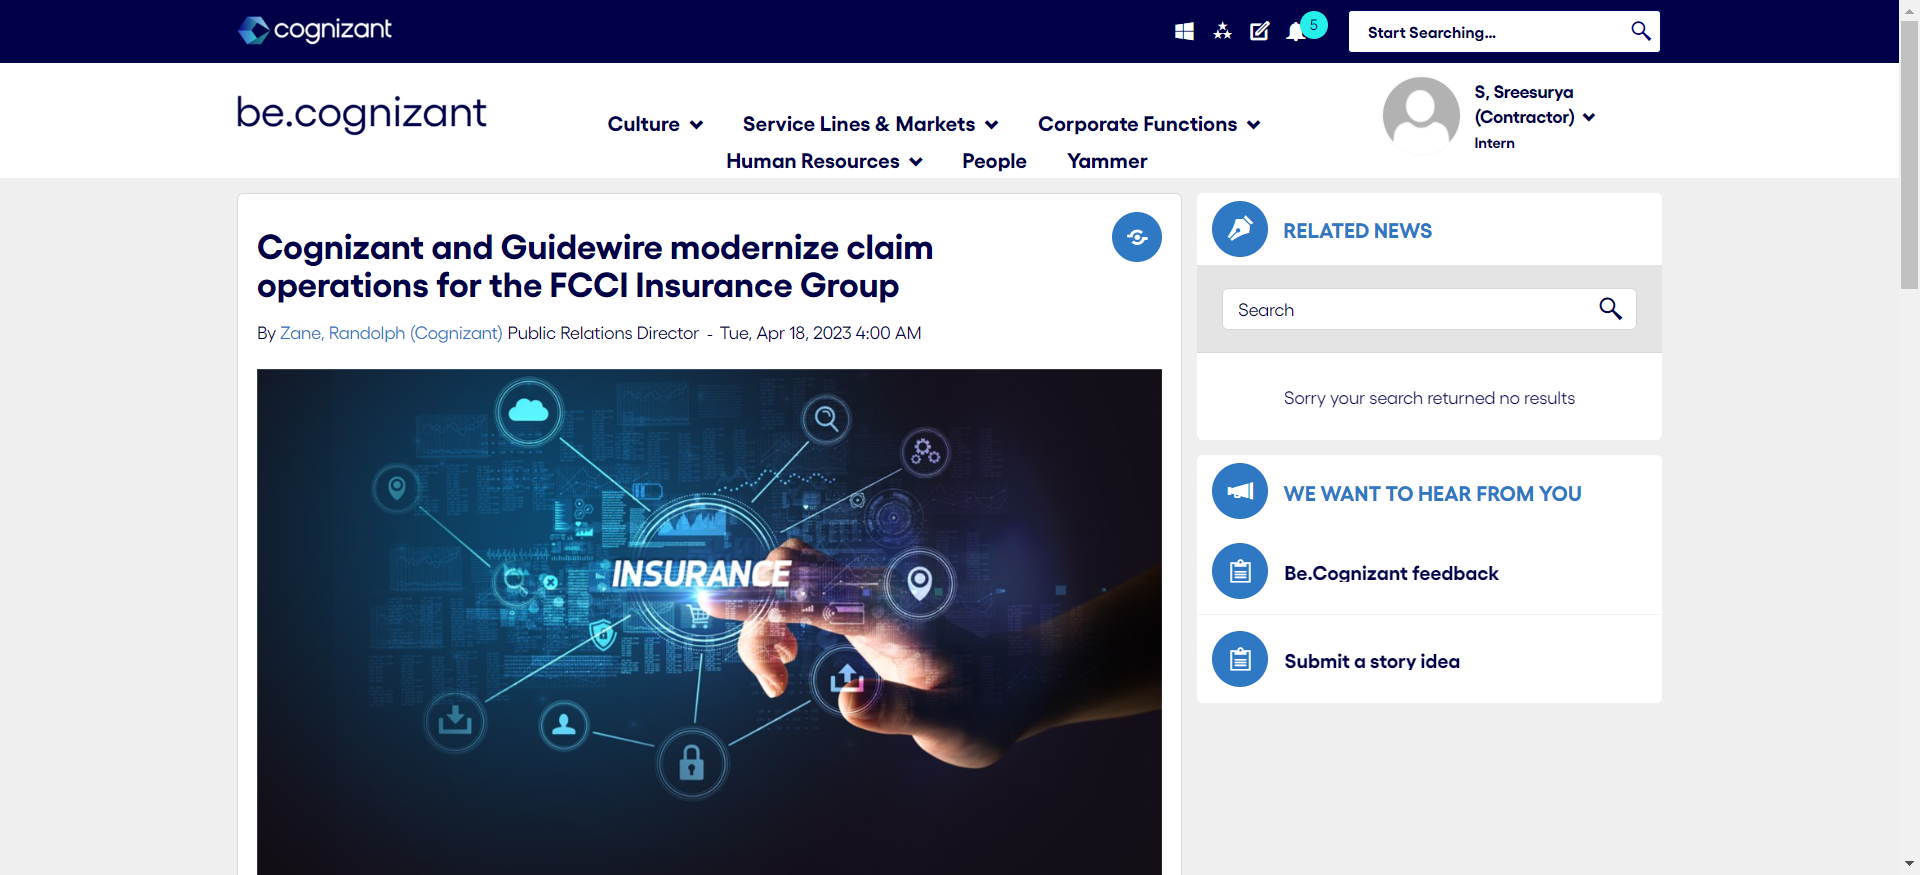 cognizant
5
Start Searching...
be.cognizant
Culture
Service Lines & Markets
Corporate Functions
Human Resources
People
Yammer
S, Sreesurya
(Contractor)
Intern
Cognizant and Guidewire modernize claim
operations for the FCCI Insurance Group
By Zane, Randolph (Cognizant) Public Relations Director - Tue, Apr 18, 2023 4:00 AM
INSURANCE
RELATED NEWS
Search
Sorry your search returned no results
WE WANT TO HEAR FROM YOU
Be.Cognizant feedback
Submit a story idea